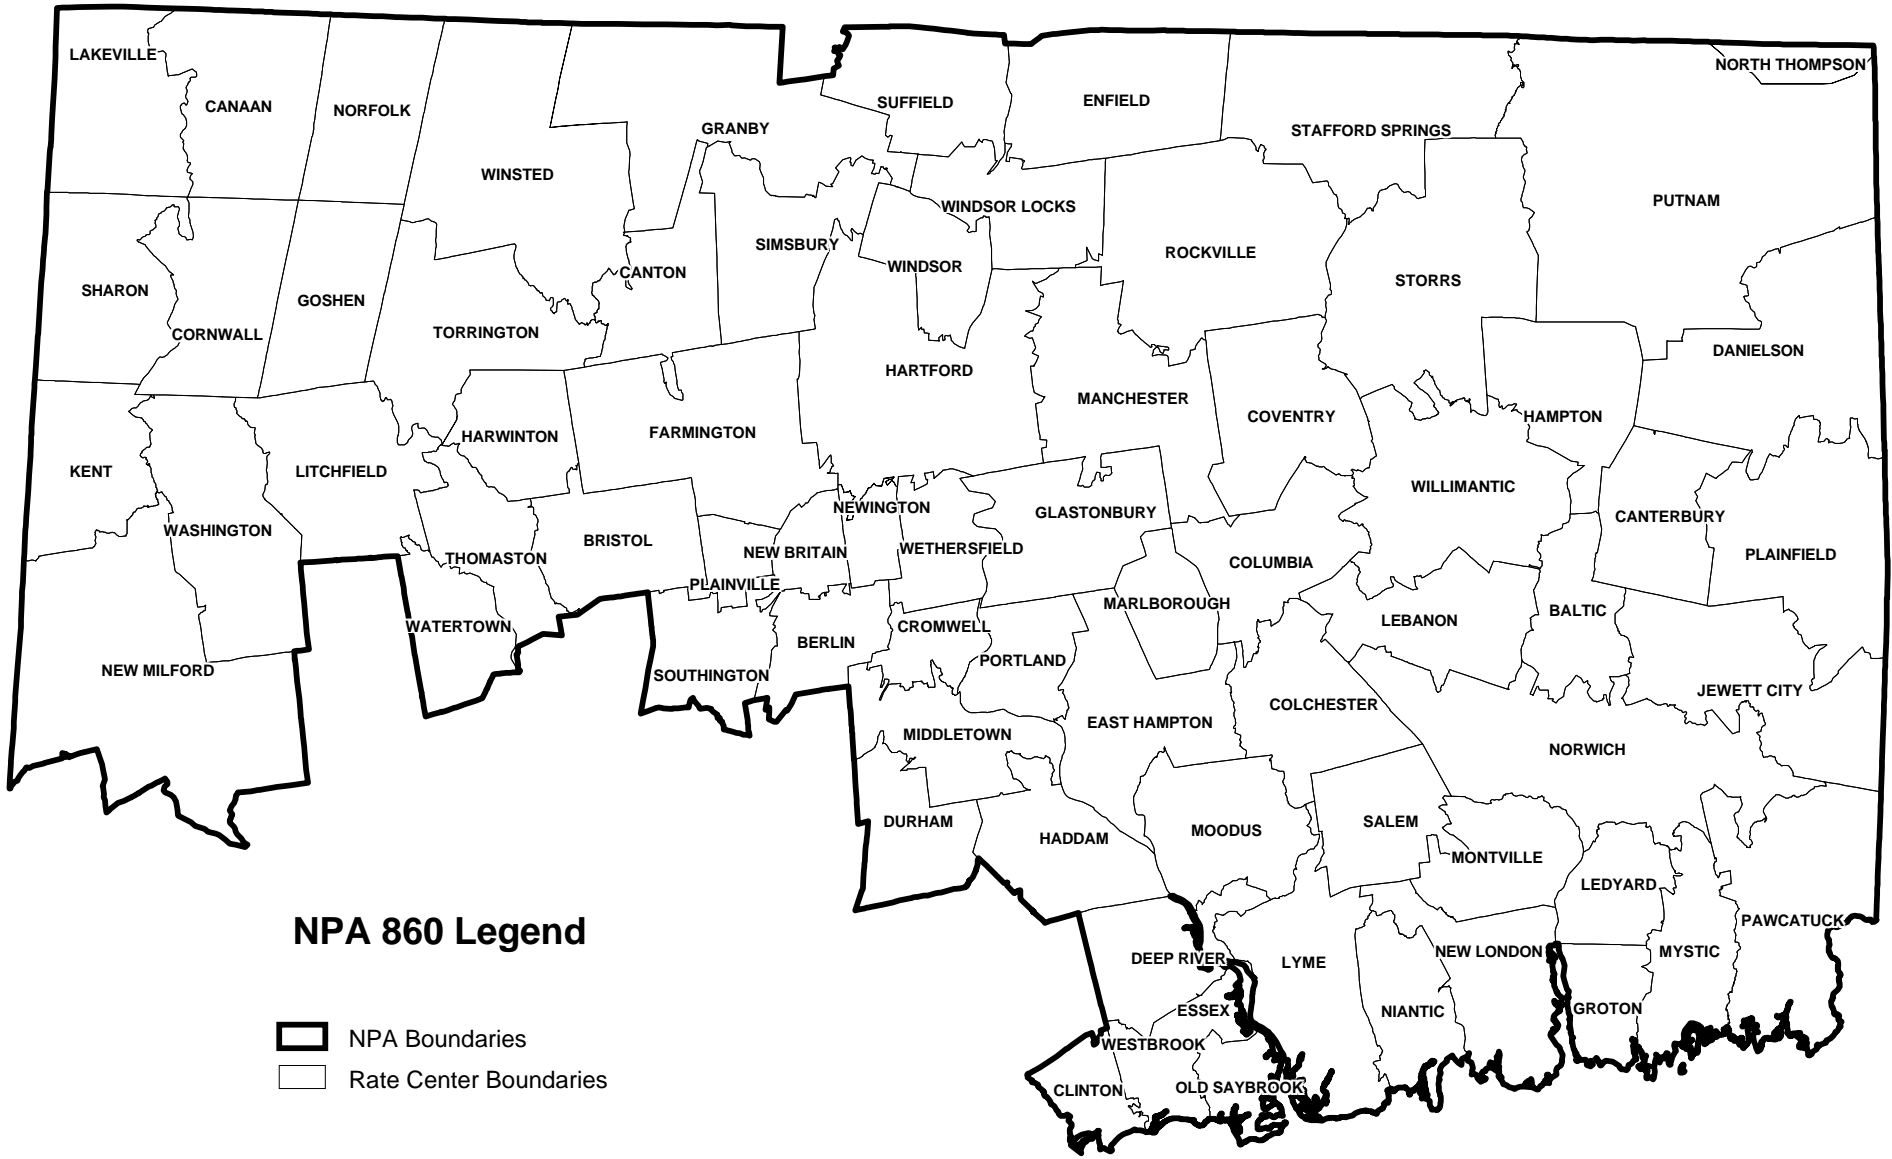 LAKEVILLE
NORTH THOMPSON
CANAAN
NORFOLK
SUFFIELD
ENFIELD
GRANBY
STAFFORD SPRINGS
WINSTED
PUTNAM
WINDSOR LOCKS
SIMSBURY
ROCKVILLE
WINDSOR
CANTON
STORRS
SHARON
GOSHEN
CORNWALL
TORRINGTON
DANIELSON
HARTFORD
MANCHESTER
COVENTRY
HAMPTON
HARWINTON
FARMINGTON
KENT
LITCHFIELD
WILLIMANTIC
NEWINGTON
GLASTONBURY
CANTERBURY
WASHINGTON
BRISTOL
NEW BRITAIN
WETHERSFIELD
PLAINFIELD
THOMASTON
COLUMBIA
PLAINVILLE
MARLBOROUGH
BALTIC
LEBANON
WATERTOWN
CROMWELL
BERLIN
PORTLAND
NEW MILFORD
SOUTHINGTON
JEWETT CITY
COLCHESTER
EAST HAMPTON
MIDDLETOWN
NORWICH
DURHAM
SALEM
MOODUS
HADDAM
MONTVILLE
LEDYARD
PAWCATUCK
NPA 860 Legend
NEW LONDON
MYSTIC
DEEP RIVER
LYME
GROTON
ESSEX
NIANTIC
NPA Boundaries
WESTBROOK
Rate Center Boundaries
OLD SAYBROOK
CLINTON